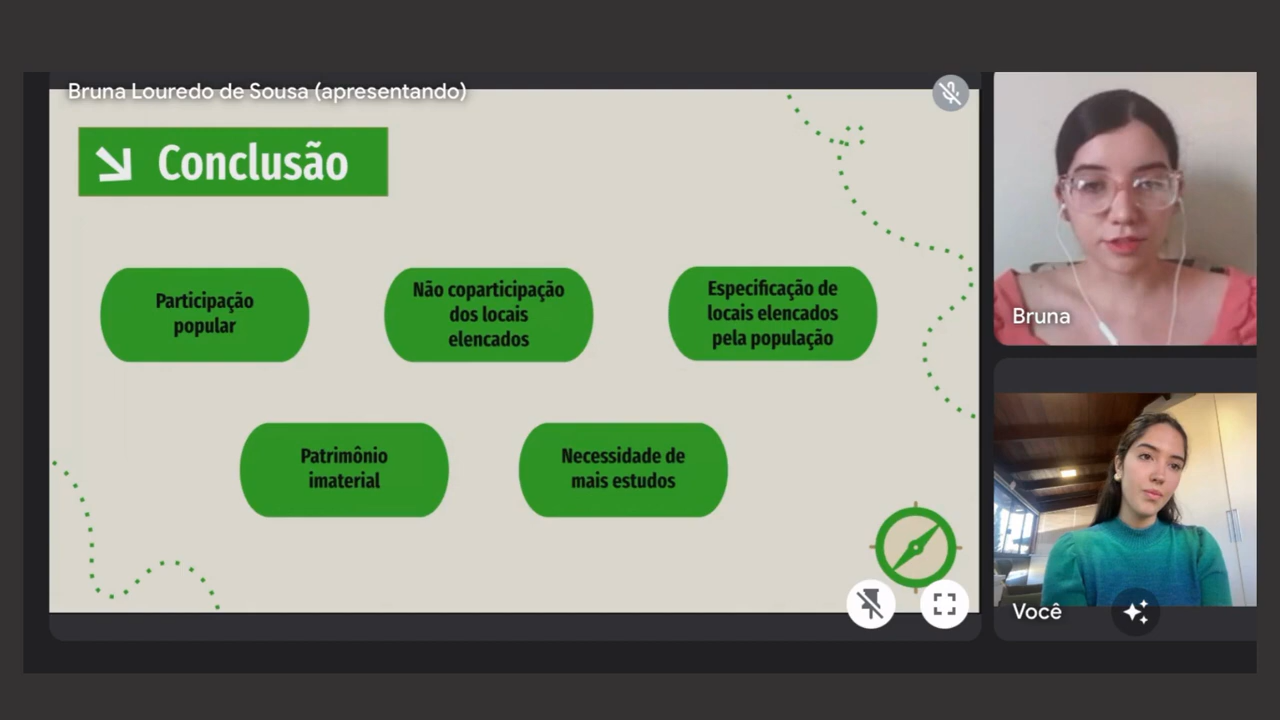 Bruna Louredo de Sousa (apresentando)
Conclusão
Participação
popular
Não coparticipação
dos locais
elencados
Especificação de
locais elencados
pela população
Patrimônio
imaterial
Necessidade de
mais estudos
Bruna
Você